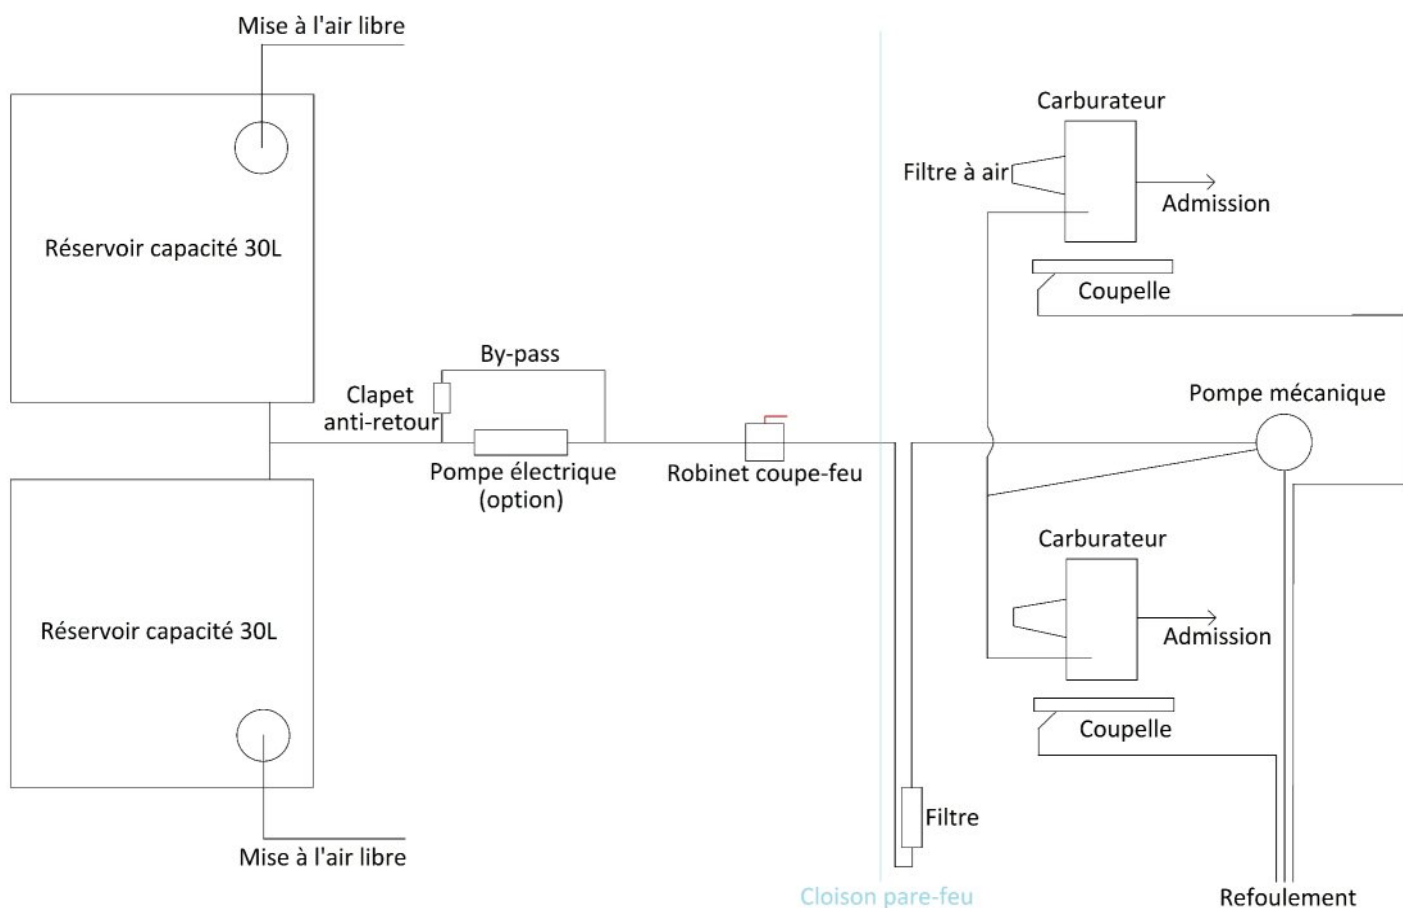 Mise à l'air libre
Carburateur
Filtre à air
Admission
Réservoir capacité 30L
Coupelle
By-pass
Clapet
anti-retour
Pompe mécanique
Pompe électrique
(option)
Robinet coupe-feu
Carburateur
Réservoir capacité 30L
Admission
Coupelle
Filtre
Mise à l'air libre
Cloison pare-feu
Refoulement